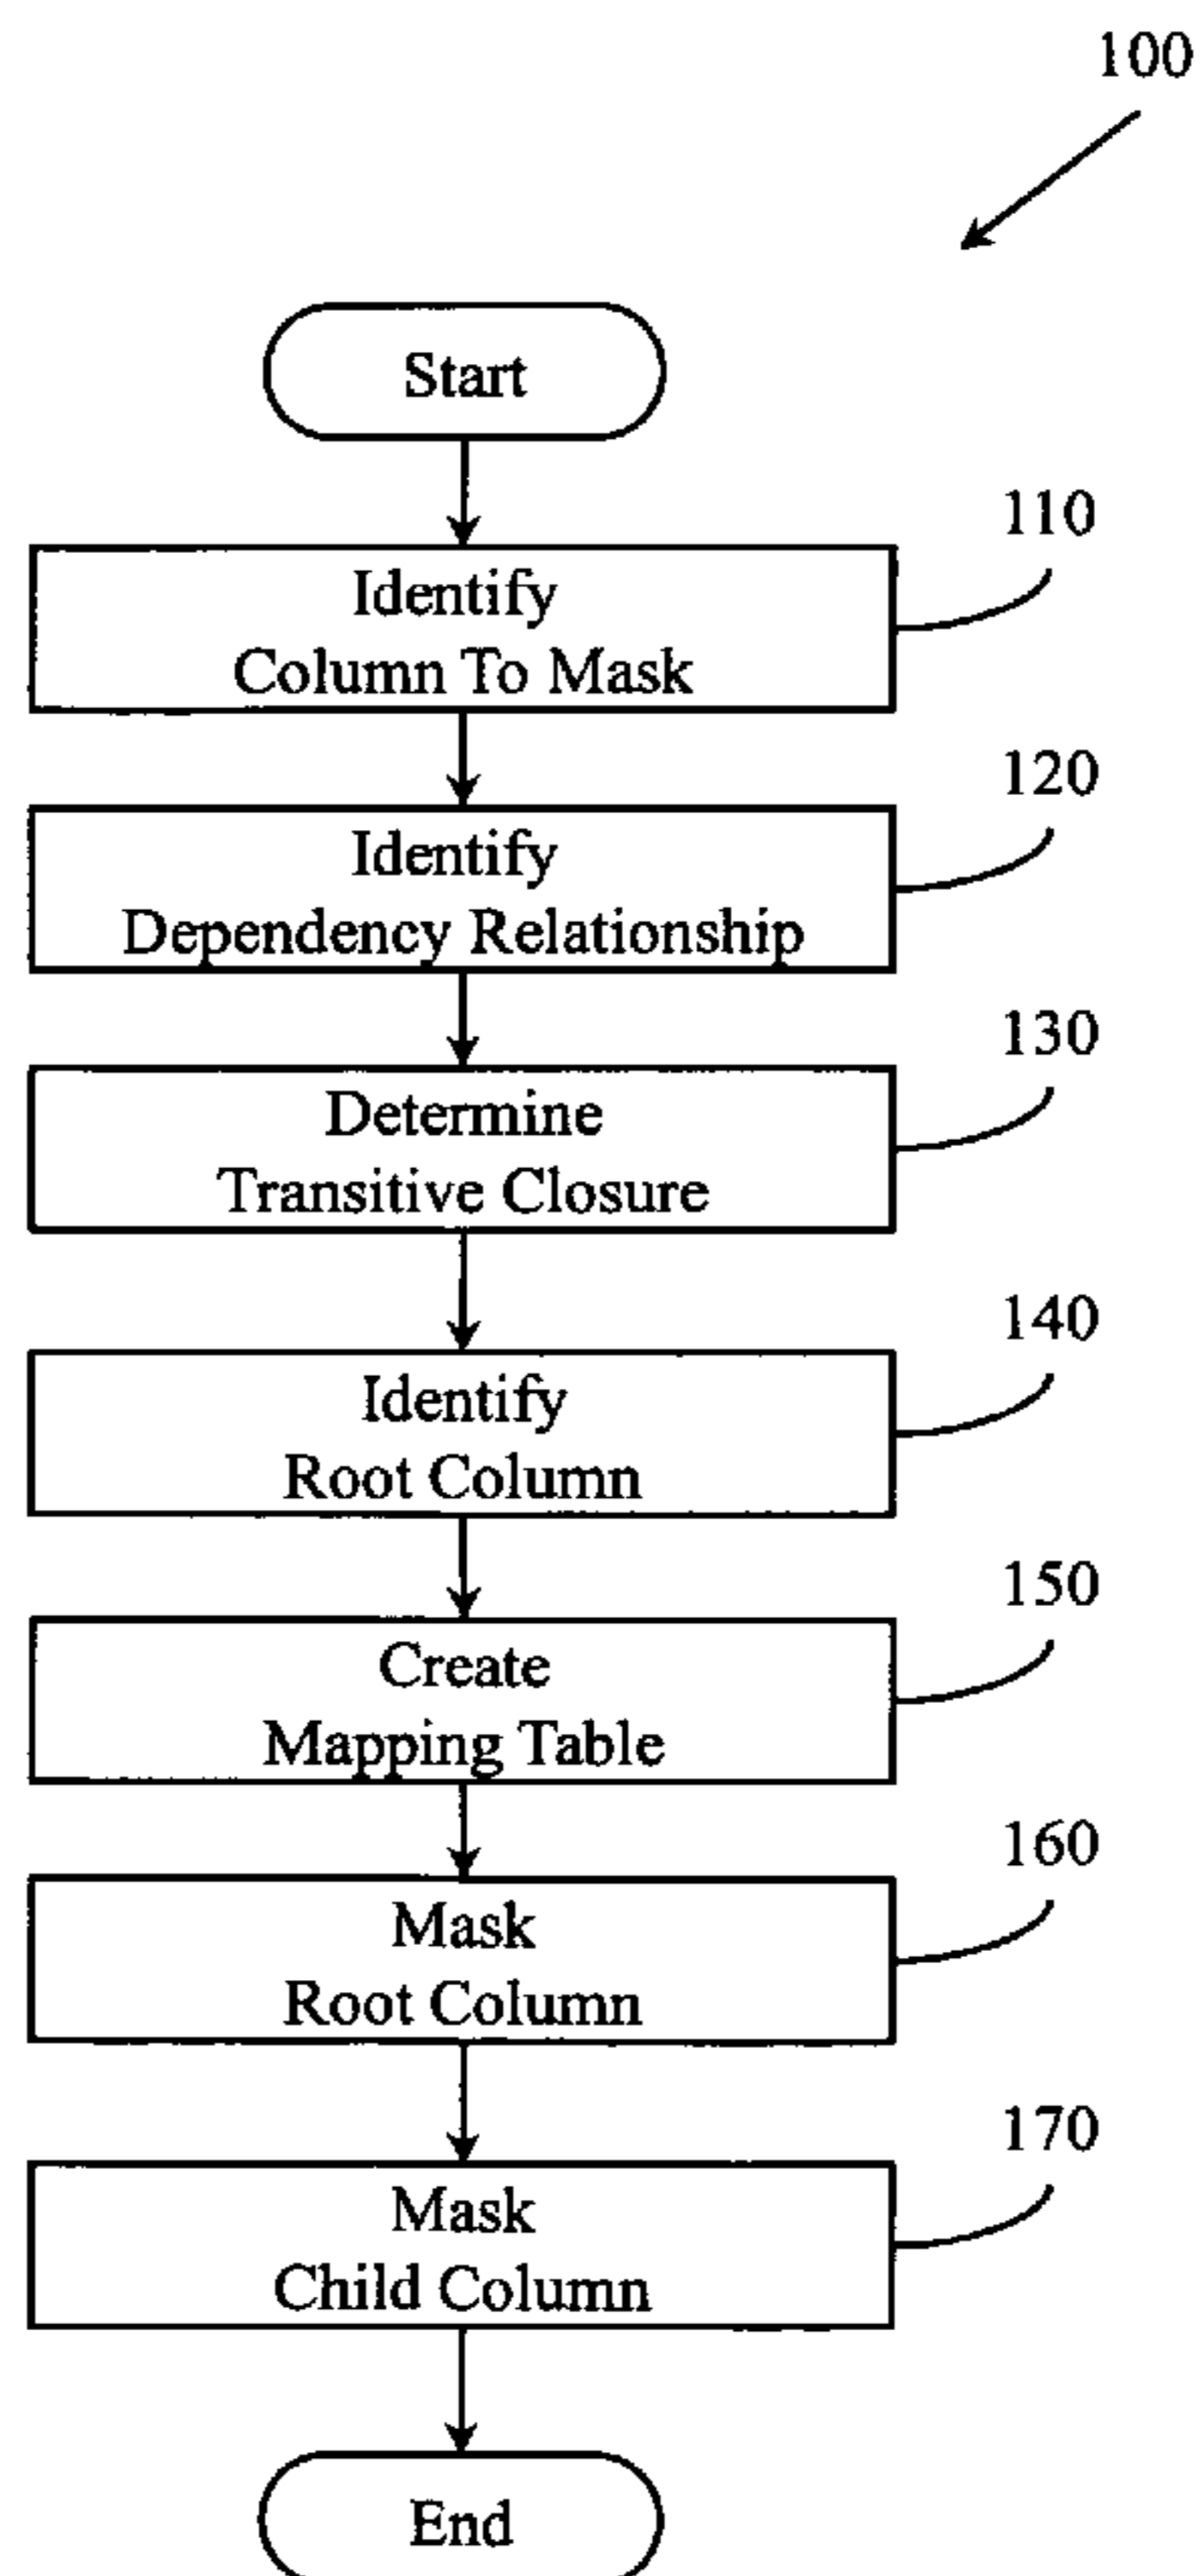 100
Start
110
Identify
Column To Mask
120
Identify
Dependency Relationship
130
Determine
Transitive Closure
140
Identify
Root Column
150
Create
Mapping Table
160
Mask
Root Column
170
Mask
Child Column
End